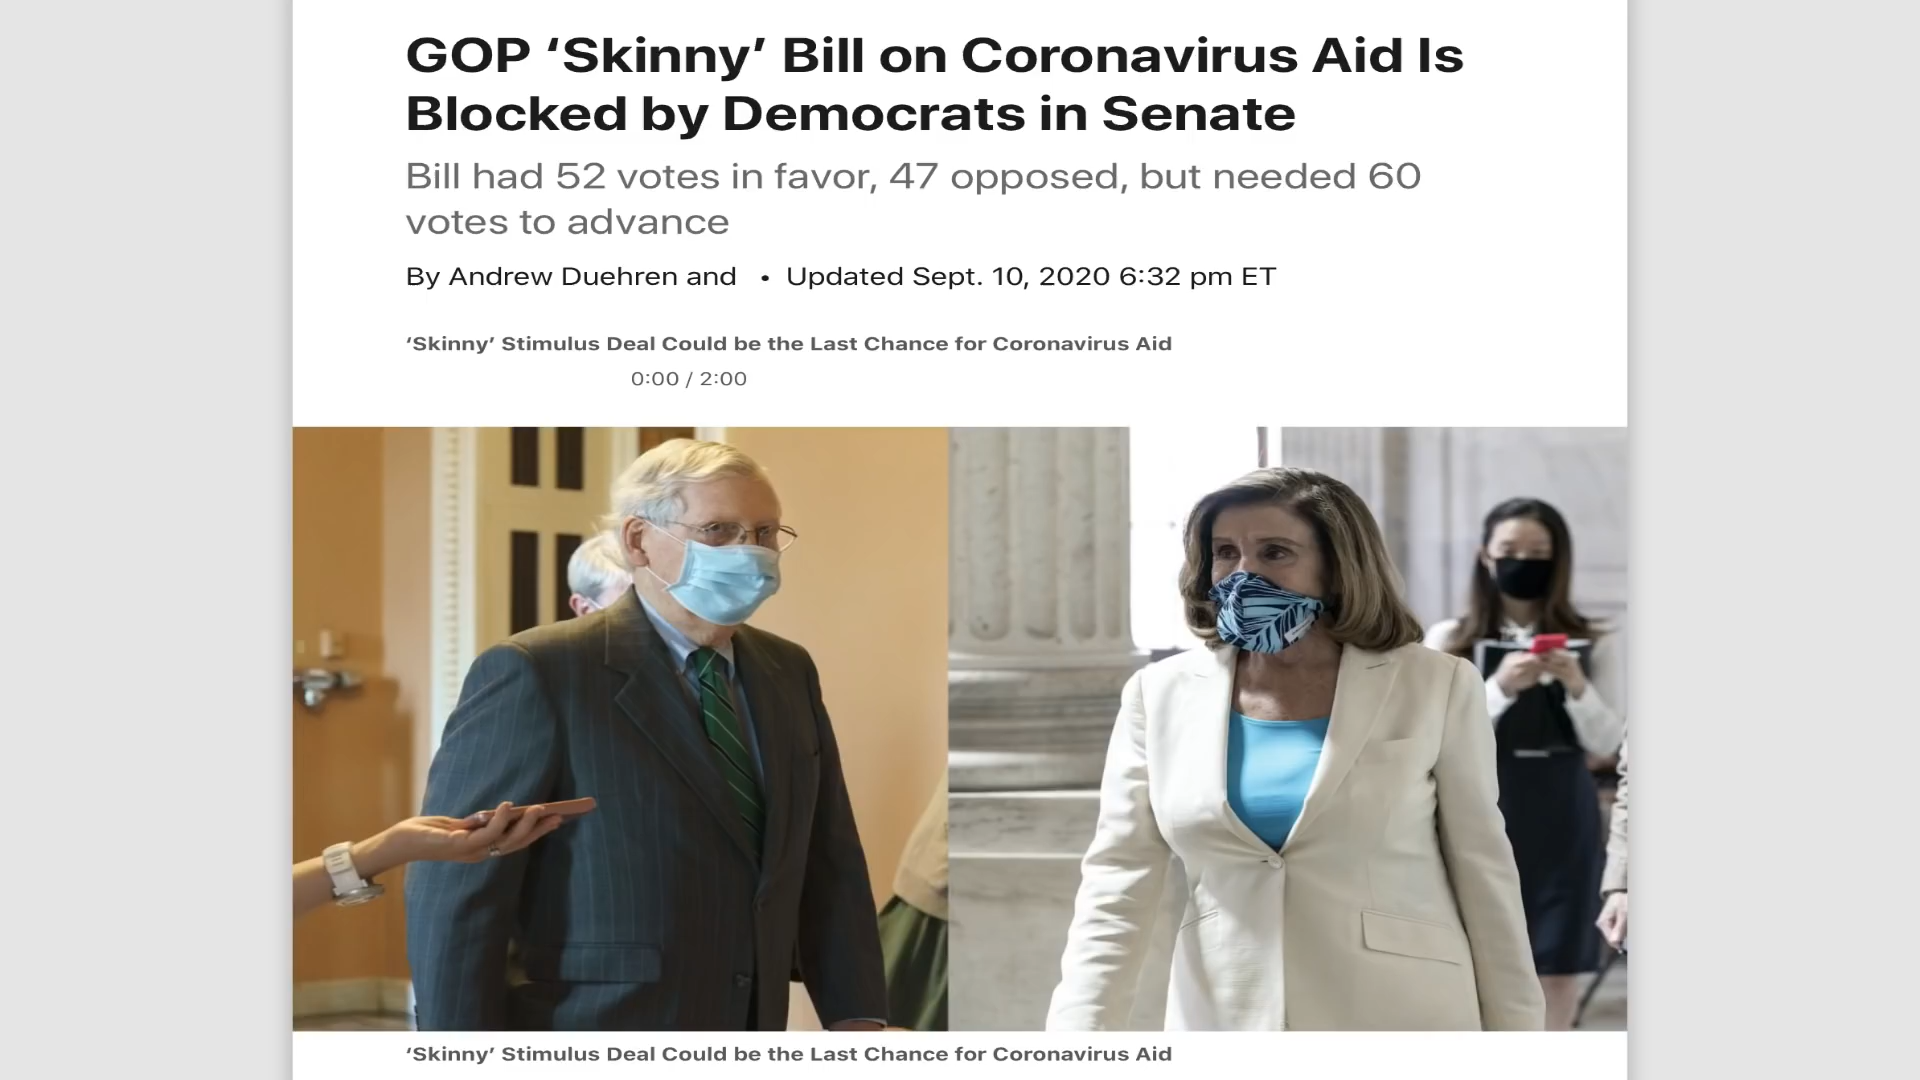 GOP ‘Skinny’ Bill on Coronavirus Aid Is
Blocked by Democrats in Senate
Bill had 52 votes in favor, 47 opposed, but needed 60
votes to advance
By Andrew Duehren and • Updated Sept. 10, 2020 6:32 pm ET
‘Skinny’ Stimulus Deal Could be the Last Chance for Coronavirus Aid
0:00 / 2:00
‘Skinny’ Stimulus Deal Could be the Last Chance for Coronavirus Aid